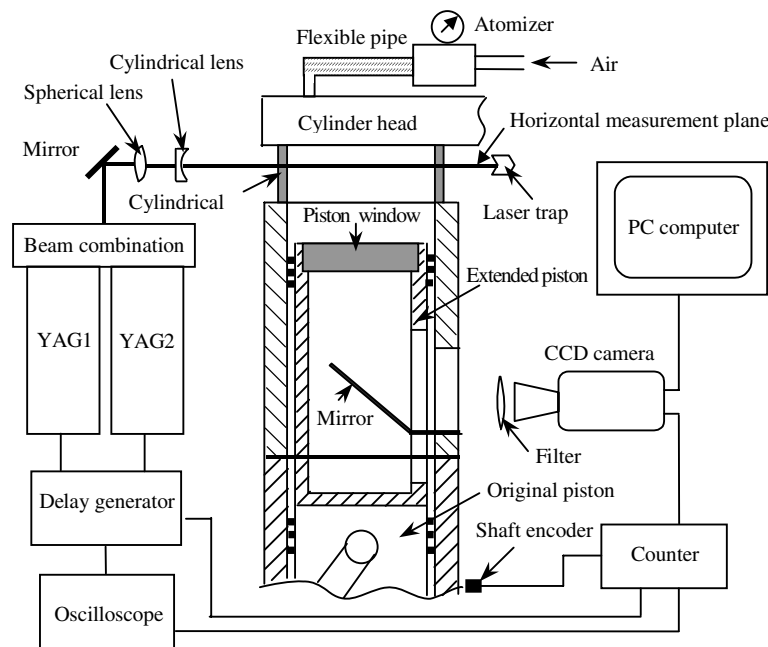 Atomizer
Flexible pipe
Air
Cylindrical lens
Spherical lens
Cylinder head
Horizontal measurement plane
Mirror
Cylindrical
Laser trap
Piston window
PC computer
Beam combination
Extended piston
YAG1
YAG2
CCD camera
Mirror
Filter
Original piston
Delay generator
Shaft encoder
Counter
Oscilloscope